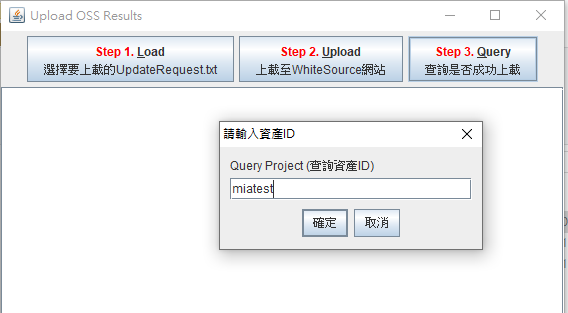 Upload OSS Results
Step 1. Load
選擇要上載的UpdateRequest.txt
Step 2. Upload
上載至WhiteSource網站
Step 3. Query
查詢是否成功上載
請輸入資產ID
Query Project (查詢資產ID)
miatest
確定
取消